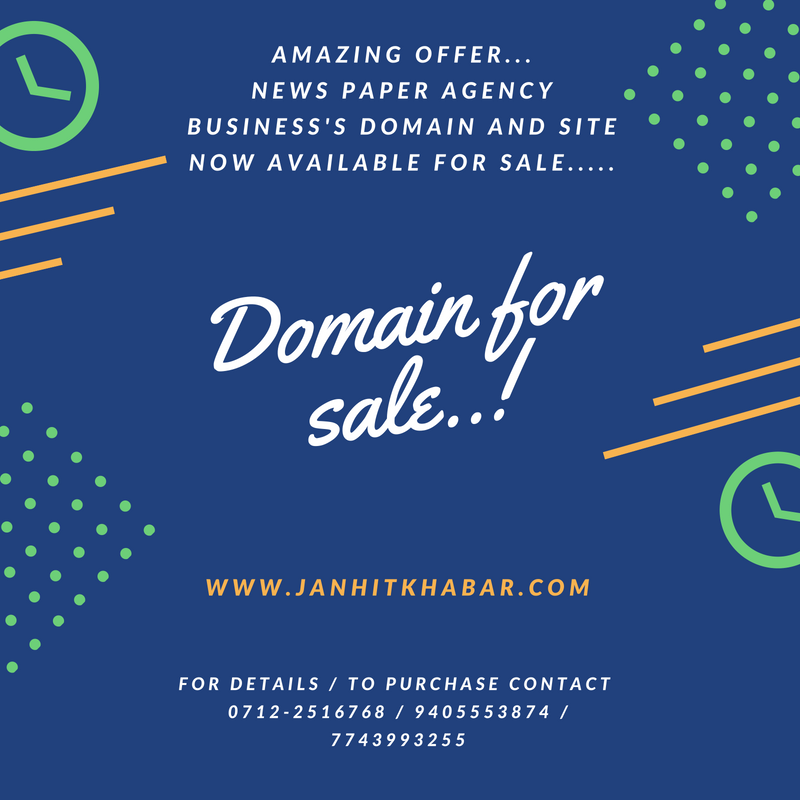 AMAZING OFFER...
NEWS PAPER AGENCY
BUSINESS'S DOMAIN AND SITE
NOW AVAILABLE FOR SALE.....
Domain for
sale...!
WWW.JANHITKHABAR.COM
FOR DETAILS / TO PURCHASE CONTACT
0712-2516768 / 9405553874 /
7743993255